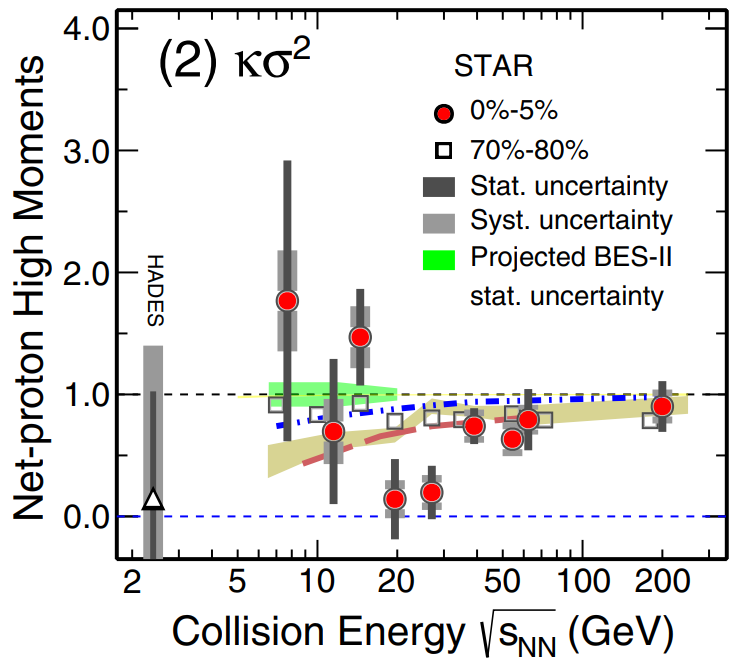 4.0
3.0
2.0
1.0
0.0
Net-proton High Moments
(2) κσ²
STAR
0%-5%
70%-80%
Stat. uncertainty
Syst. uncertainty
Projected BES-II
stat. uncertainty
HADES
2 5 10 20 50 100 200
Collision Energy √sNN (GeV)